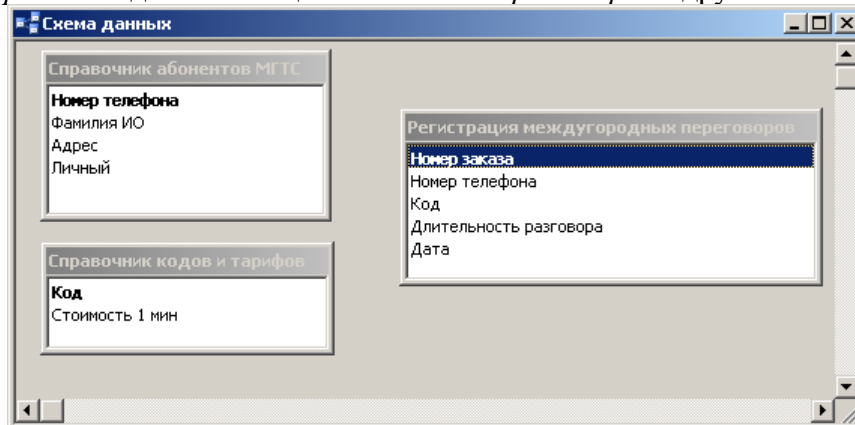 Схема данных
Справочник абонентов МГТС
Номер телефона
Фамилия ИО
Адрес
Личный
Справочник кодов и тарифов
Код
Стоимость 1 мин
Регистрация междугородных переговоров
Номер заказа
Номер телефона
Код
Длительность разговора
Дата